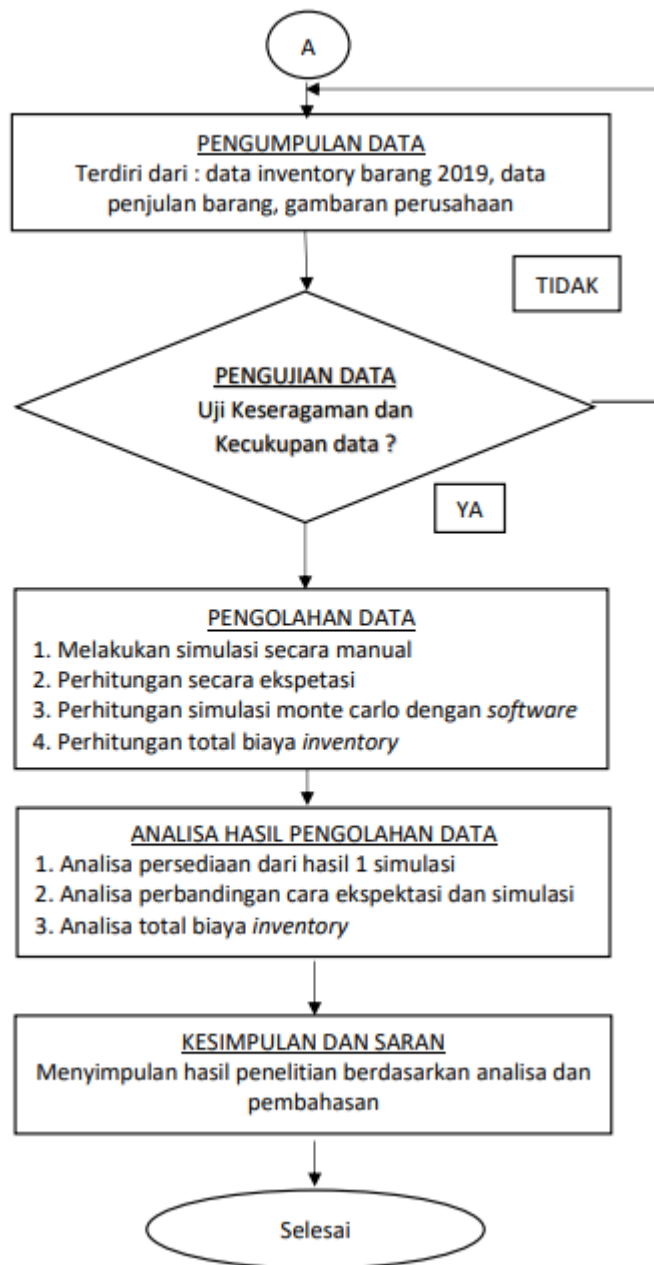 A
PENGUMPULAN DATA
Terdiri dari : data inventory barang 2019, data
penjulan barang, gambaran perusahaan
TIDAK
PENGUJIAN DATA
Uji Keseragaman dan
Kecukupan data ?
YA
PENGOLAHAN DATA
1. Melakukan simulasi secara manual
2. Perhitungan secara ekspetasi
3. Perhitungan simulasi monte carlo dengan software
4. Perhitungan total biaya inventory
ANALISA HASIL PENGOLAHAN DATA
1. Analisa persediaan dari hasil 1 simulasi
2. Analisa perbandingan cara ekspektasi dan simulasi
3. Analisa total biaya inventory
KESIMPULAN DAN SARAN
Menyimpulan hasil penelitian berdasarkan analisa dan
pembahasan
Selesai